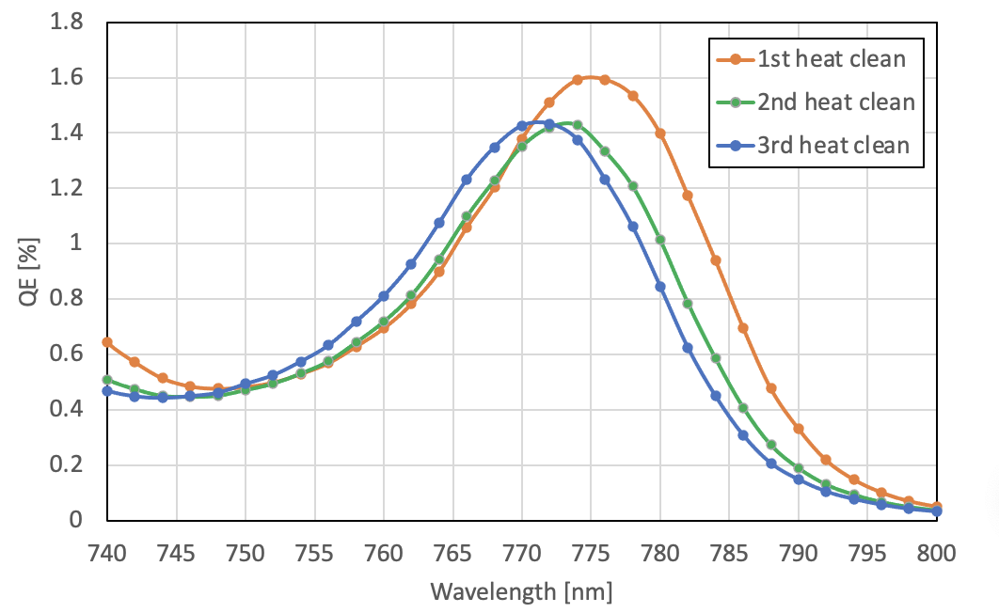 1.8
1.6
1.4
1.2
1
0.8
0.6
0.4
0.2
0
QE [%]
1st heat clean
2nd heat clean
3rd heat clean
740 745 750 755 760 765 770 775 780 785 790 795 800
Wavelength [nm]